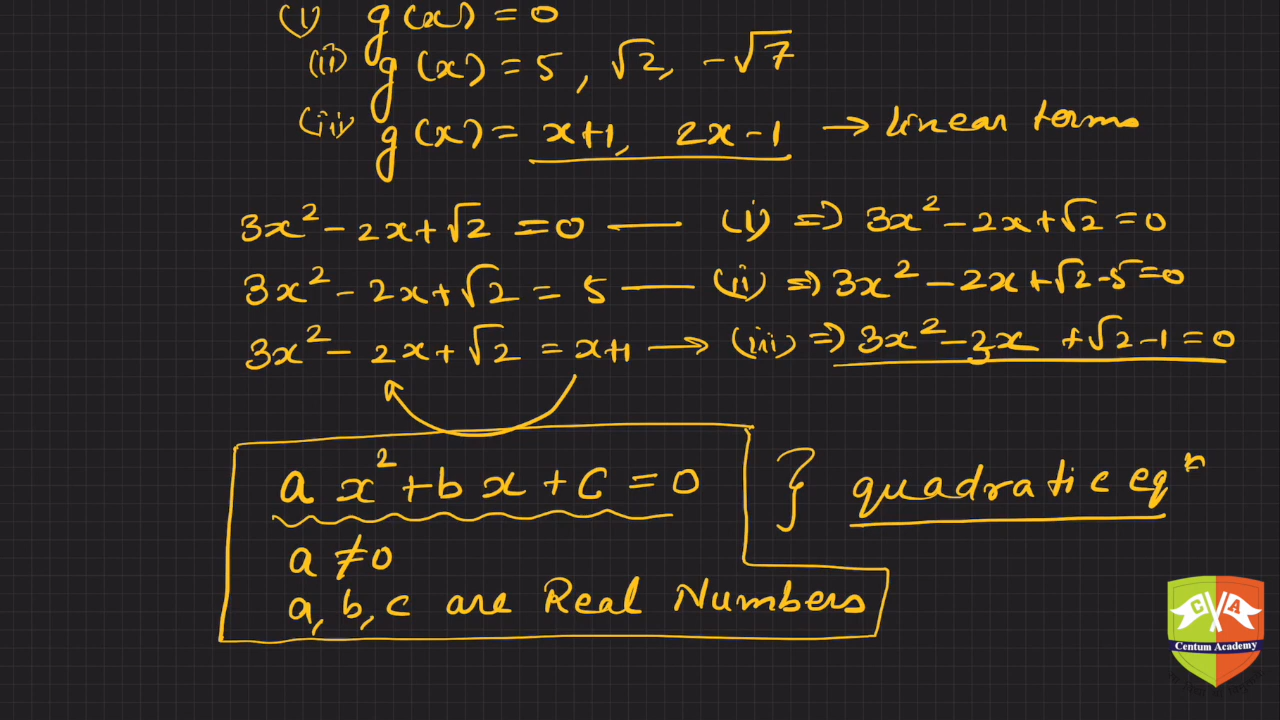 (i) g(x) = 0
(ii) g(x) = 5, √2, -√7
(iii) g(x) = x+1, 2x-1 → linear terms
3x² - 2x + √2 = 0 — (i) ⇒ 3x² - 2x + √2 = 0
3x² - 2x + √2 = 5 — (ii) ⇒ 3x² - 2x + √2 - 5 = 0
3x² - 2x + √2 = x+1 → (iii) ⇒ 3x² - 3x + √2 - 1 = 0
ax² + bx + c = 0 } quadratic eqⁿ
a ≠ 0
a, b, c are Real Numbers
C A
Centum Academy